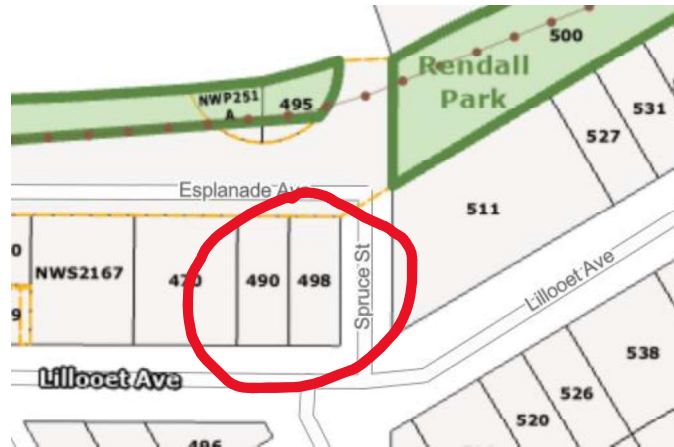 500
Rendall
Park
NWP251
A
495
531
527
Esplanade Ave
511
0
NWS2167
470
490
498
Spruce St
9
Lillooet Ave
Lillooet Ave
538
526
520